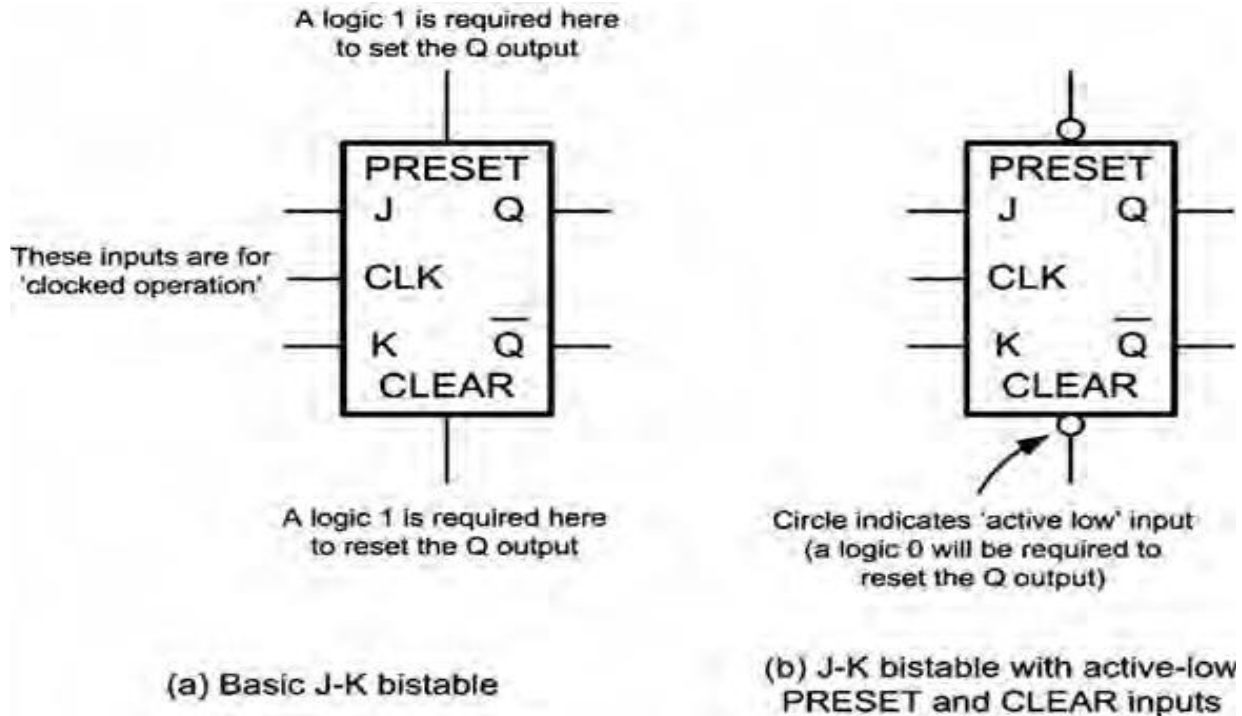 A logic 1 is required here
to set the Q output
PRESET
J Q
These inputs are for
'clocked operation'
CLK
K Q̅
CLEAR
A logic 1 is required here
to reset the Q output
(a) Basic J-K bistable
PRESET
J Q
CLK
K Q̅
CLEAR
Circle indicates 'active low' input
(a logic 0 will be required to
reset the Q output)
(b) J-K bistable with active-low
PRESET and CLEAR inputs